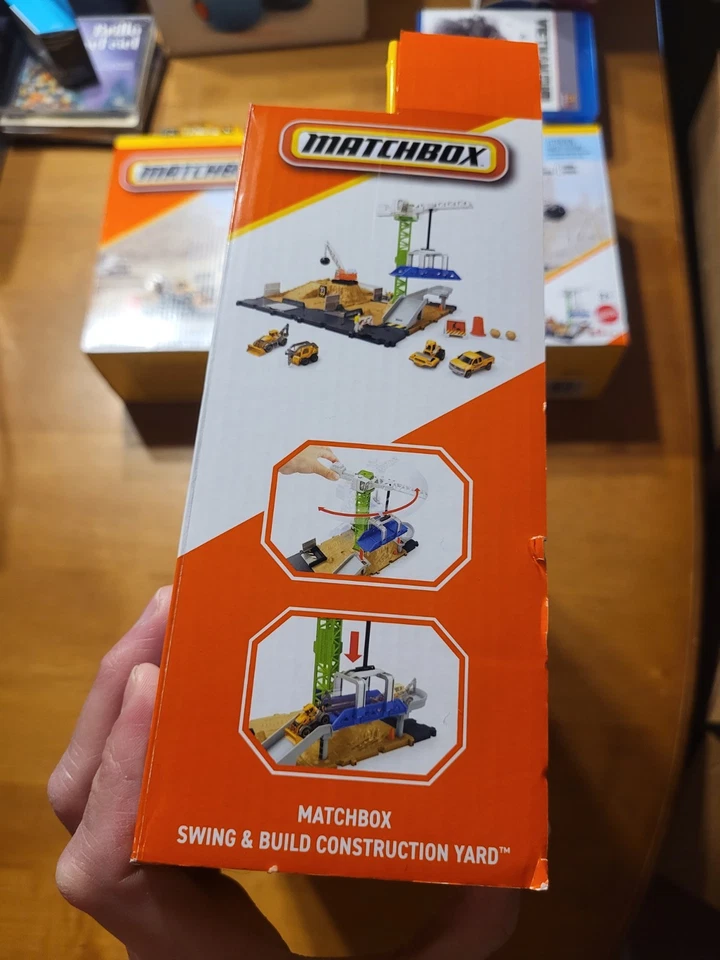 MATCHBOX
MATCHBOX
MATCHBOX
SWING & BUILD CONSTRUCTION YARD™